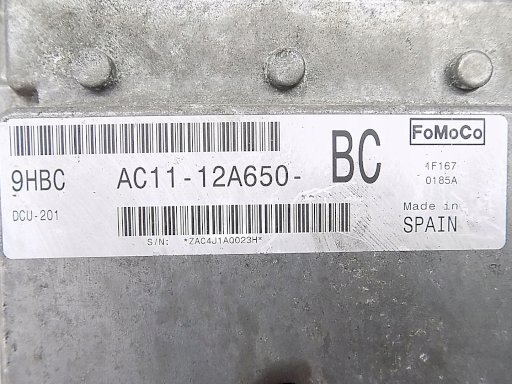 FoMoCo
9HBC AC11-12A650- BC
4F167
0185A
DCU-201
Made in
SPAIN
S/N: *ZAC4J1AQ023H*